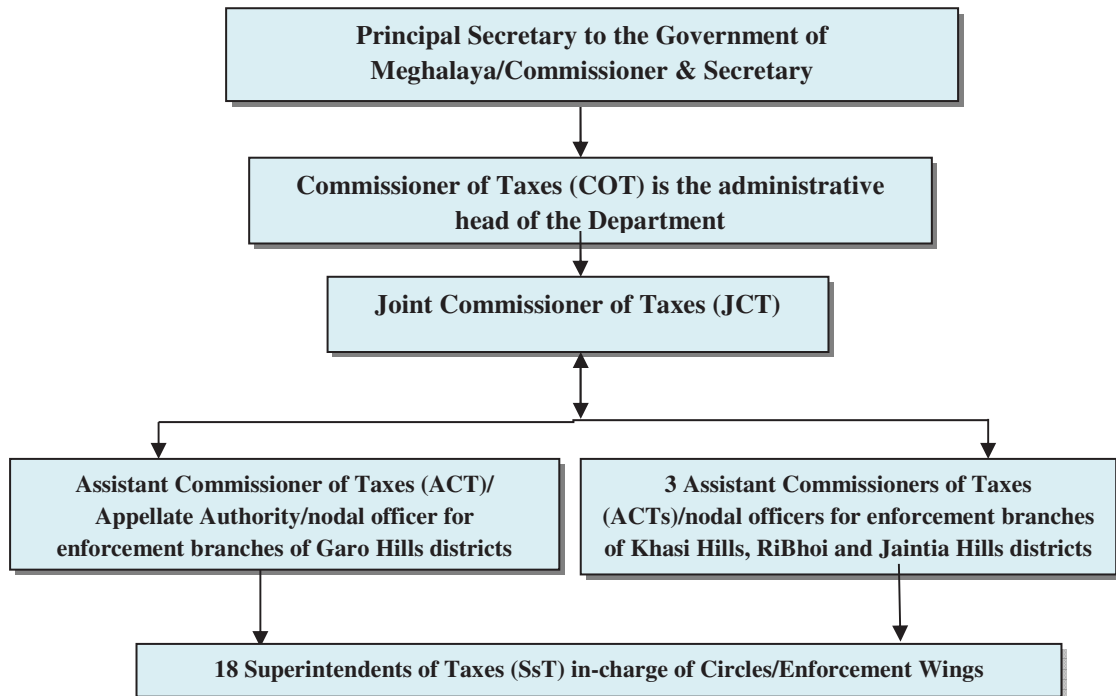 Principal Secretary to the Government of
Meghalaya/Commissioner & Secretary
Commissioner of Taxes (COT) is the administrative
head of the Department
Joint Commissioner of Taxes (JCT)
Assistant Commissioner of Taxes (ACT)/
Appellate Authority/nodal officer for
enforcement branches of Garo Hills districts
3 Assistant Commissioners of Taxes
(ACTs)/nodal officers for enforcement branches
of Khasi Hills, RiBhoi and Jaintia Hills districts
18 Superintendents of Taxes (SsT) in-charge of Circles/Enforcement Wings